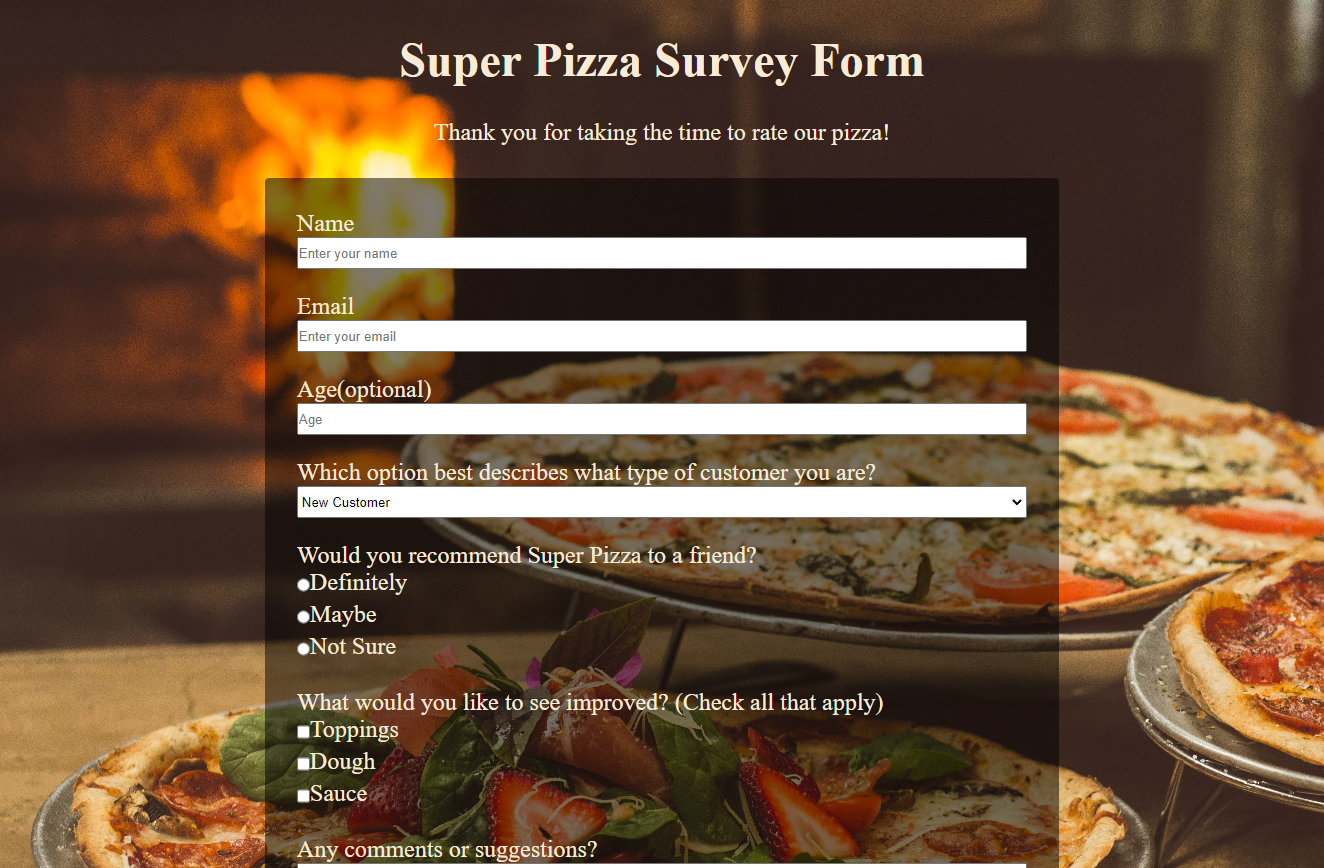 Super Pizza Survey Form
Thank you for taking the time to rate our pizza!
Name
Enter your name
Email
Enter your email
Age(optional)
Age
Which option best describes what type of customer you are?
New Customer
Would you recommend Super Pizza to a friend?
Definitely
Maybe
Not Sure
What would you like to see improved? (Check all that apply)
Toppings
Dough
Sauce
Any comments or suggestions?